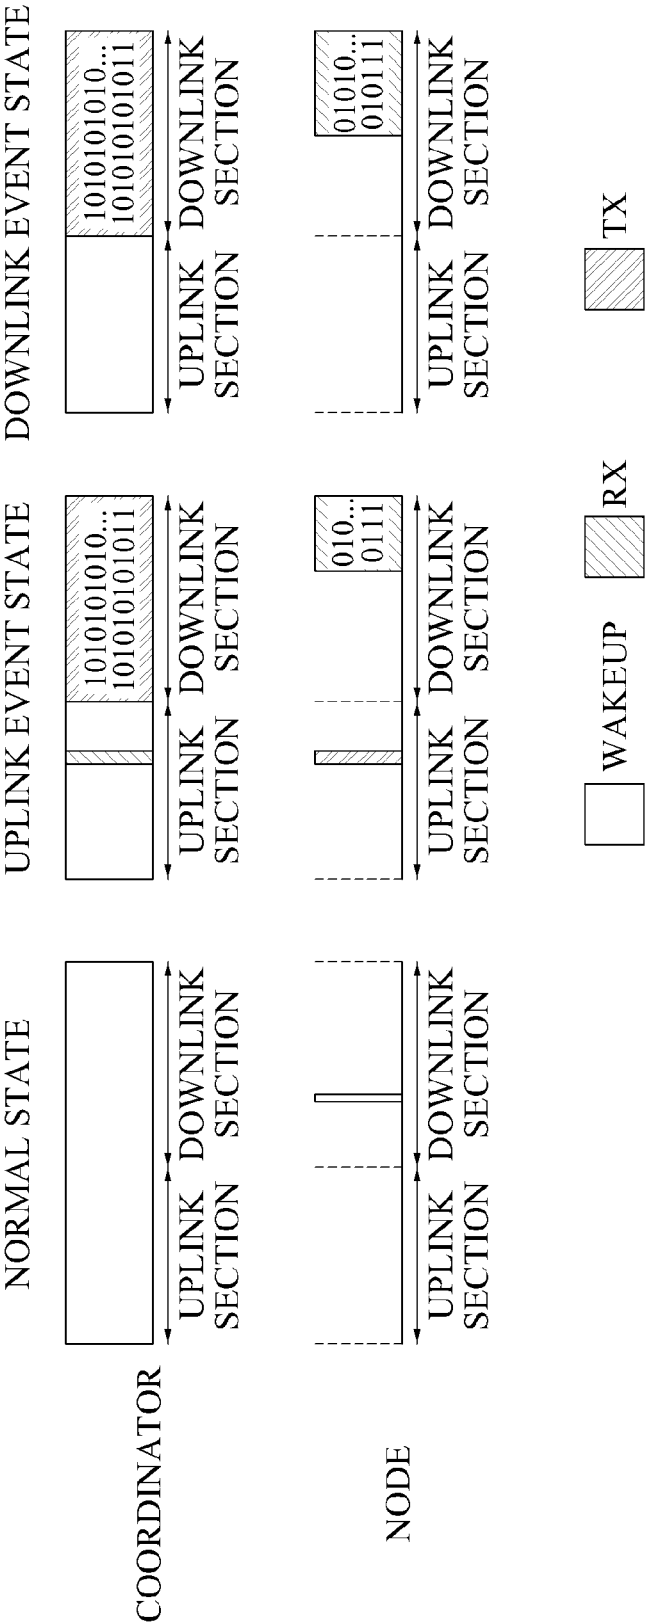 NORMAL STATE
UPLINK EVENT STATE
DOWNLINK EVENT STATE
COORDINATOR
1010101010...
101010101011
1010101010...
101010101011
UPLINK
SECTION
DOWNLINK
SECTION
UPLINK
SECTION
DOWNLINK
SECTION
UPLINK
SECTION
DOWNLINK
SECTION
NODE
010...
0111
01010...
010111
UPLINK
SECTION
DOWNLINK
SECTION
UPLINK
SECTION
DOWNLINK
SECTION
UPLINK
SECTION
DOWNLINK
SECTION
WAKEUP
RX
TX